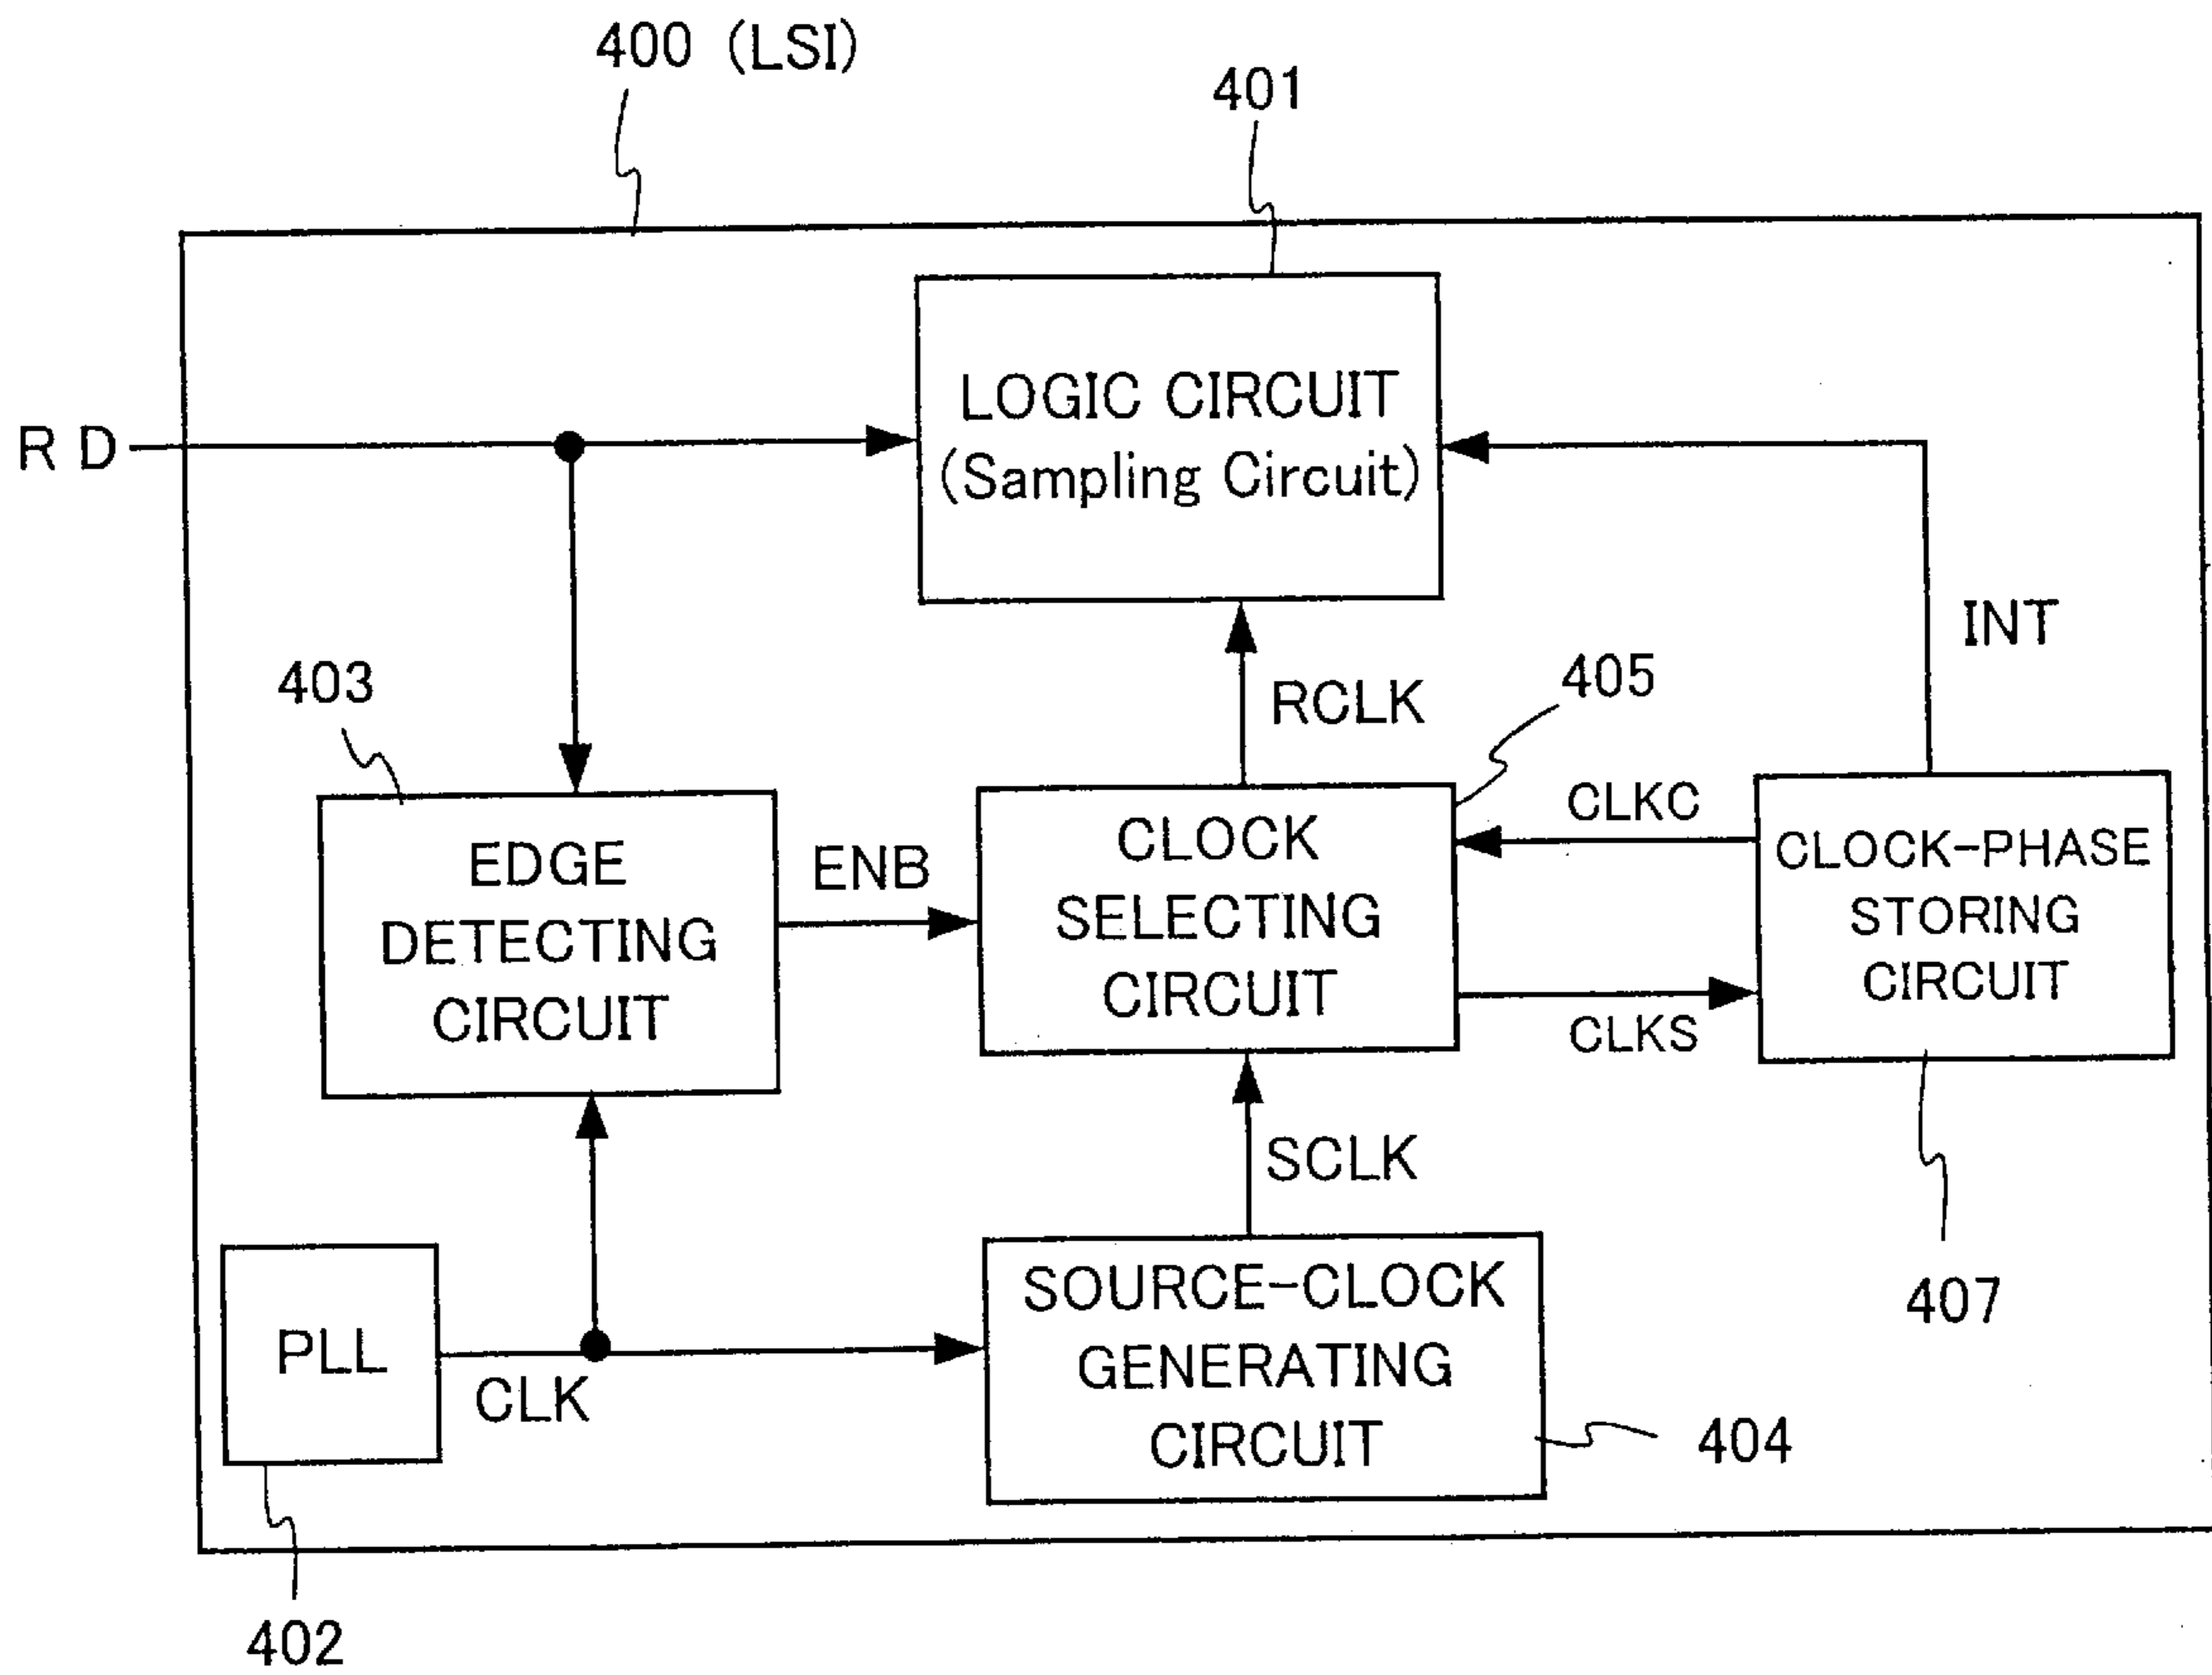 400 (LSI)
401
LOGIC CIRCUIT
(Sampling Circuit)
R D
INT
403
405
RCLK
CLKC
EDGE
DETECTING
CIRCUIT
ENB
CLOCK
SELECTING
CIRCUIT
CLOCK-PHASE
STORING
CIRCUIT
CLKS
SCLK
407
PLL
CLK
SOURCE-CLOCK
GENERATING
CIRCUIT
404
402